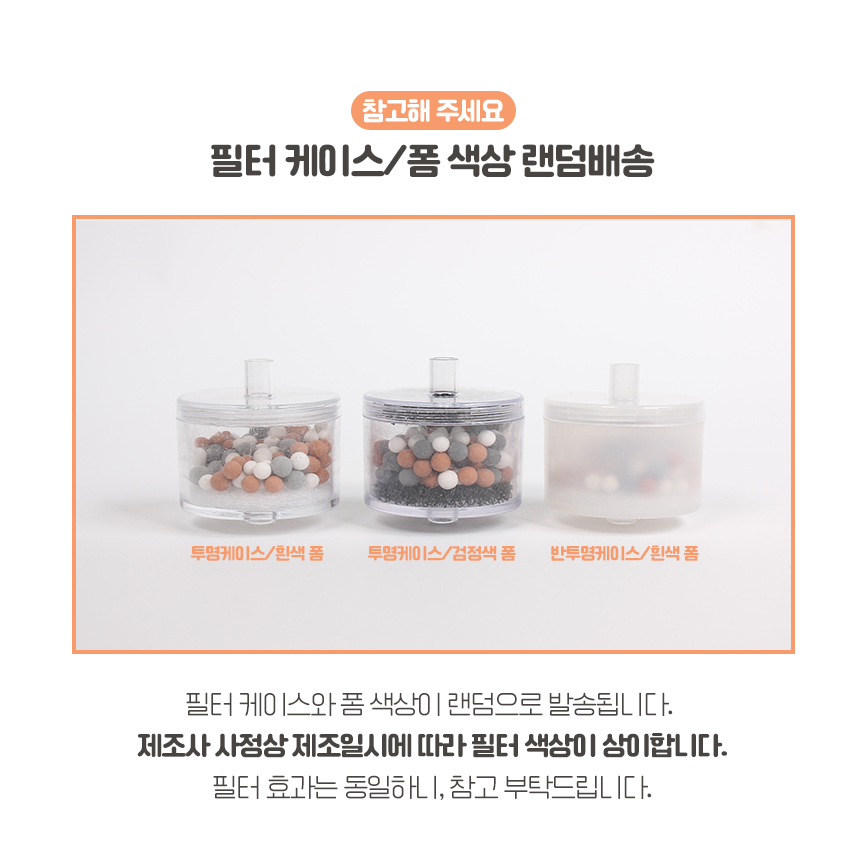 참고해 주세요
필터 케이스/폼 색상 랜덤배송
투명케이스/흰색 폼
투명케이스/검정색 폼
반투명케이스/흰색 폼
필터 케이스와 폼 색상이 랜덤으로 발송됩니다.
제조사 사정상 제조일시에 따라 필터 색상이 상이합니다.
필터 효과는 동일하니, 참고 부탁드립니다.